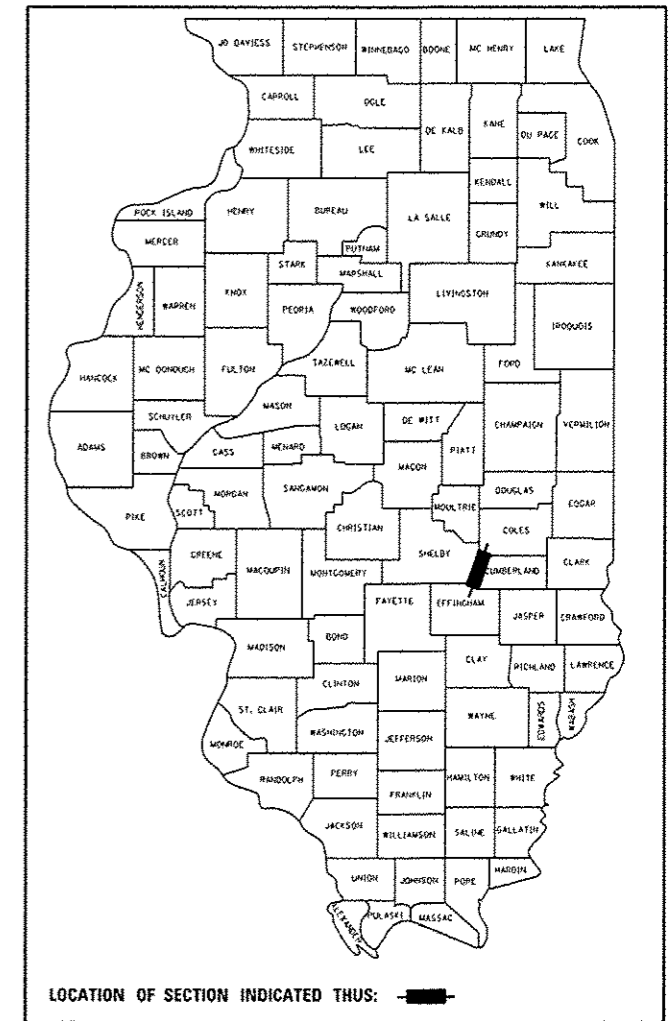 JO DAVIESS STEPHENSON WINNEBAGO BOONE MC HENRY LAKE
CARROLL OGLE
DE KALB KANE DU PAGE COOK
WHITESIDE LEE
KENDALL WILL
ROCK ISLAND HENRY BUREAU LA SALLE
GRUNDY
MERCER PUTNAM
KANKAKEE
STARK MARSHALL
HENDERSON WARREN KNOX LIVINGSTON
PEORIA WOODFORD IROQUOIS
HANCOCK MC DONOUGH FULTON TAZEWELL MC LEAN FORD
MASON
SCHUYLER LOGAN DE WITT CHAMPAIGN VERMILION
ADAMS BROWN CASS MENARD PIATT
MACON
PIKE SCOTT MORGAN SANGAMON MOULTRIE DOUGLAS EDGAR
CHRISTIAN COLES
GREENE SHELBY
CALHOUN MACOUPIN MONTGOMERY CUMBERLAND CLARK
JERSEY FAYETTE EFFINGHAM
JASPER CRAWFORD
BOND
MADISON CLAY
RICHLAND LAWRENCE
CLINTON MARION
ST. CLAIR WAYNE EDWARDS WABASH
WASHINGTON JEFFERSON
MONROE
RANDOLPH PERRY HAMILTON WHITE
FRANKLIN
JACKSON WILLIAMSON SALINE GALLATIN
UNION JOHNSON POPE HARDIN
ALEXANDER PULASKI MASSAC
LOCATION OF SECTION INDICATED THUS: